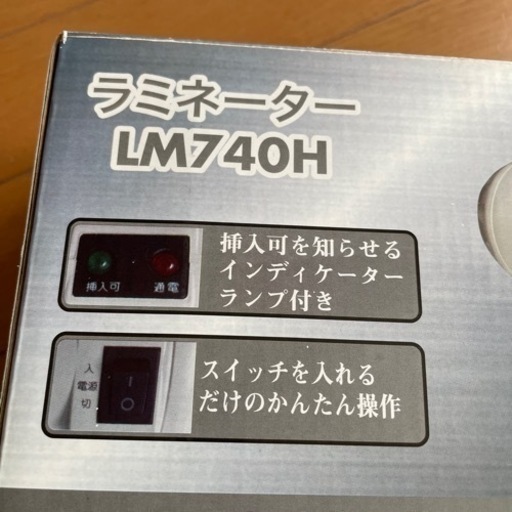 ラミネーター
LM740H
挿入可 通電
挿入可を知らせる
インディケーター
ランプ付き
入
電源
切
スイッチを入れる
だけのかんたん操作